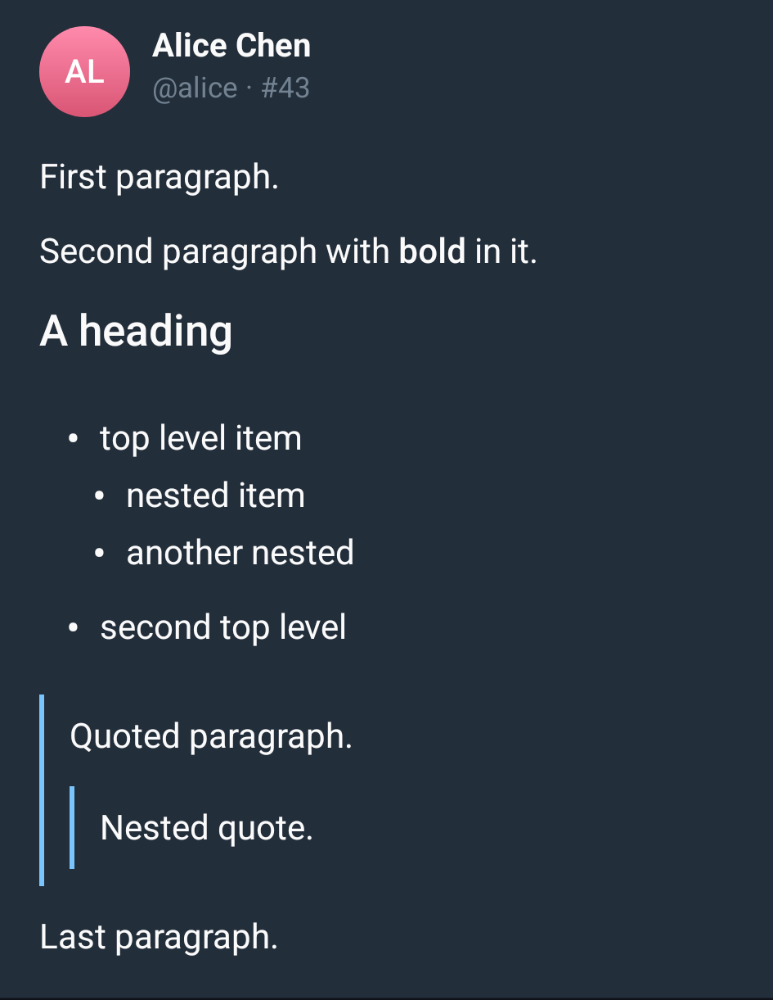 AL
Alice Chen
@alice · #43
First paragraph.
Second paragraph with bold in it.
A heading
• top level item
• nested item
• another nested
• second top level
Quoted paragraph.
Nested quote.
Last paragraph.